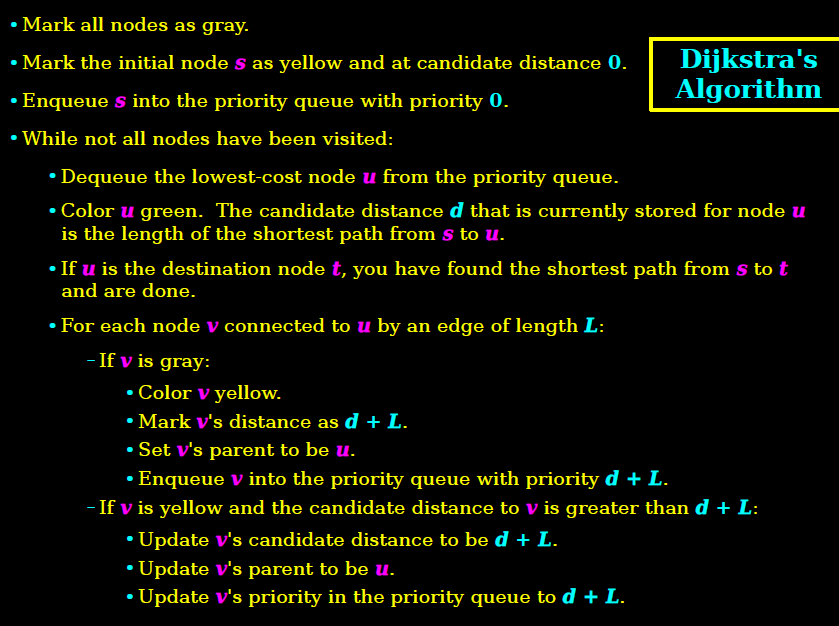 • Mark all nodes as gray.
• Mark the initial node s as yellow and at candidate distance 0.
Dijkstra's
Algorithm
• Enqueue s into the priority queue with priority 0.
• While not all nodes have been visited:
• Dequeue the lowest-cost node u from the priority queue.
• Color u green.  The candidate distance d that is currently stored for node u
is the length of the shortest path from s to u.
• If u is the destination node t, you have found the shortest path from s to t
and are done.
• For each node v connected to u by an edge of length L:
– If v is gray:
• Color v yellow.
• Mark v's distance as d + L.
• Set v's parent to be u.
• Enqueue v into the priority queue with priority d + L.
– If v is yellow and the candidate distance to v is greater than d + L:
• Update v's candidate distance to be d + L.
• Update v's parent to be u.
• Update v's priority in the priority queue to d + L.